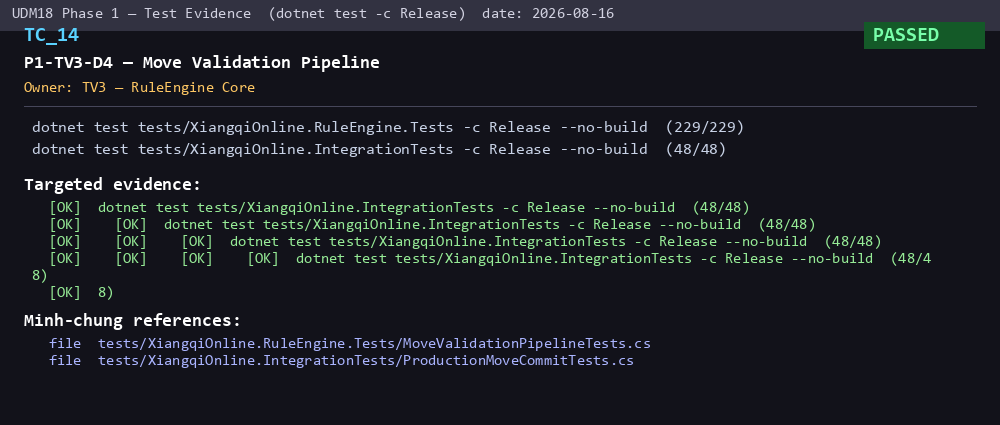 UDM18 Phase 1 — Test Evidence  (dotnet test -c Release)  date: 2026-08-16
TC_14
PASSED
P1-TV3-D4 — Move Validation Pipeline
Owner: TV3 — RuleEngine Core
dotnet test tests/XiangqiOnline.RuleEngine.Tests -c Release --no-build  (229/229)
dotnet test tests/XiangqiOnline.IntegrationTests -c Release --no-build  (48/48)
Targeted evidence:
[OK]  dotnet test tests/XiangqiOnline.IntegrationTests -c Release --no-build  (48/48)
[OK]    [OK]  dotnet test tests/XiangqiOnline.IntegrationTests -c Release --no-build  (48/48)
[OK]    [OK]    [OK]  dotnet test tests/XiangqiOnline.IntegrationTests -c Release --no-build  (48/48)
[OK]    [OK]    [OK]    [OK]  dotnet test tests/XiangqiOnline.IntegrationTests -c Release --no-build  (48/4
8)
[OK]  8)
Minh-chung references:
file  tests/XiangqiOnline.RuleEngine.Tests/MoveValidationPipelineTests.cs
file  tests/XiangqiOnline.IntegrationTests/ProductionMoveCommitTests.cs